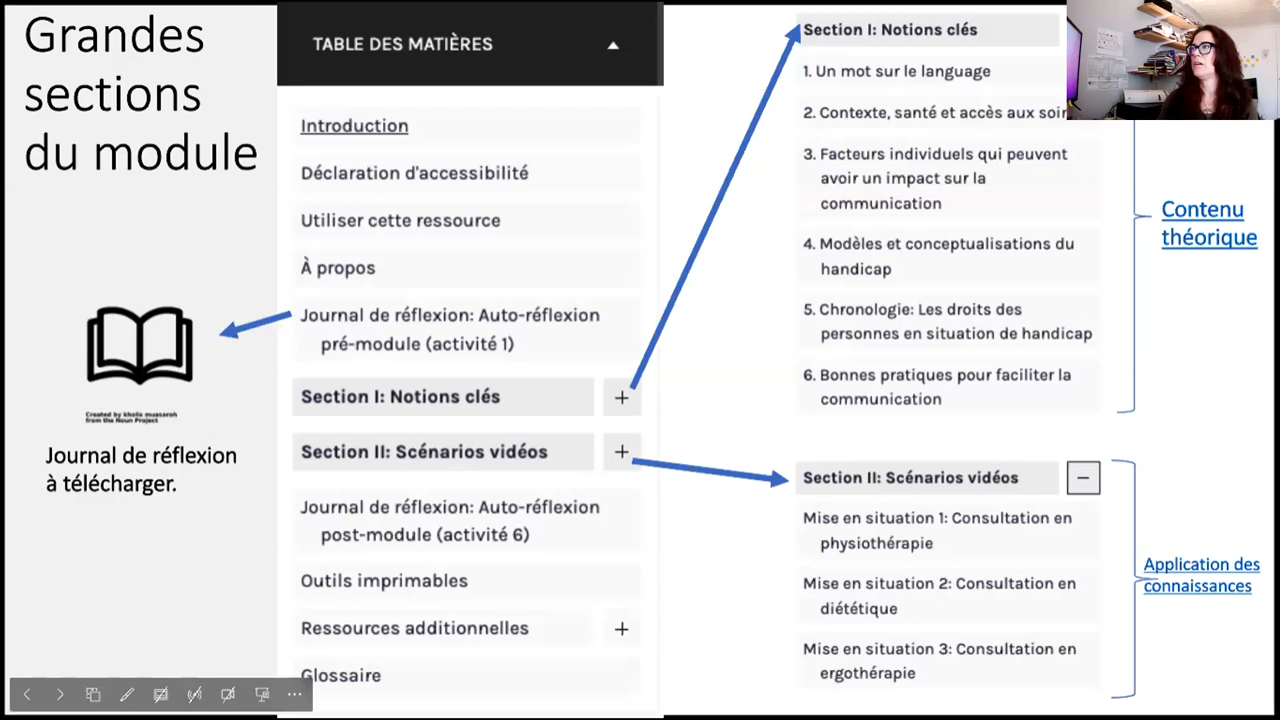 Grandes
sections
du module
Created by kholis muasaroh
from the Noun Project
Journal de réflexion
à télécharger.
TABLE DES MATIÈRES
Introduction
Déclaration d'accessibilité
Utiliser cette ressource
À propos
Journal de réflexion: Auto-réflexion
pré-module (activité 1)
Section I: Notions clés
Section II: Scénarios vidéos
Journal de réflexion: Auto-réflexion
post-module (activité 6)
Outils imprimables
Ressources additionnelles
Glossaire
Section I: Notions clés
1. Un mot sur le language
2. Contexte, santé et accès aux soin
3. Facteurs individuels qui peuvent
avoir un impact sur la
communication
4. Modèles et conceptualisations du
handicap
5. Chronologie: Les droits des
personnes en situation de handicap
6. Bonnes pratiques pour faciliter la
communication
Contenu
théorique
Section II: Scénarios vidéos
Mise en situation 1: Consultation en
physiothérapie
Mise en situation 2: Consultation en
diététique
Mise en situation 3: Consultation en
ergothérapie
Application des
connaissances